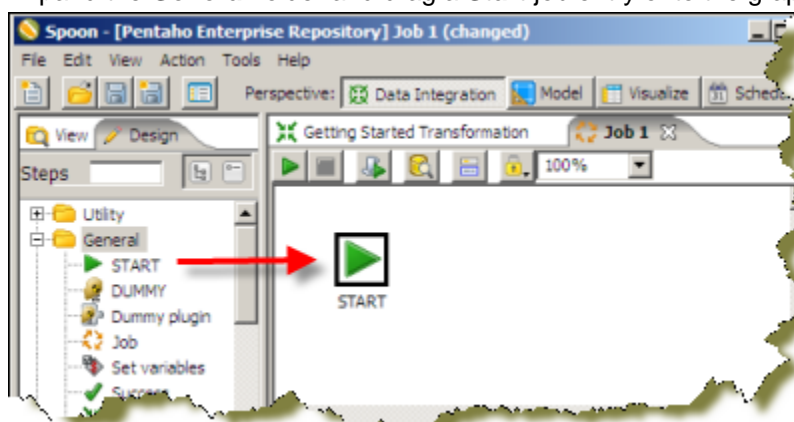 Spoon - [Pentaho Enterprise Repository] Job 1 (changed)
File Edit View Action Tools Help
Perspective: Data Integration Model Visualize
View Design Getting Started Transformation Job 1
Steps 100%
Utility
General
START
DUMMY
Dummy plugin
Job
Set variables
START